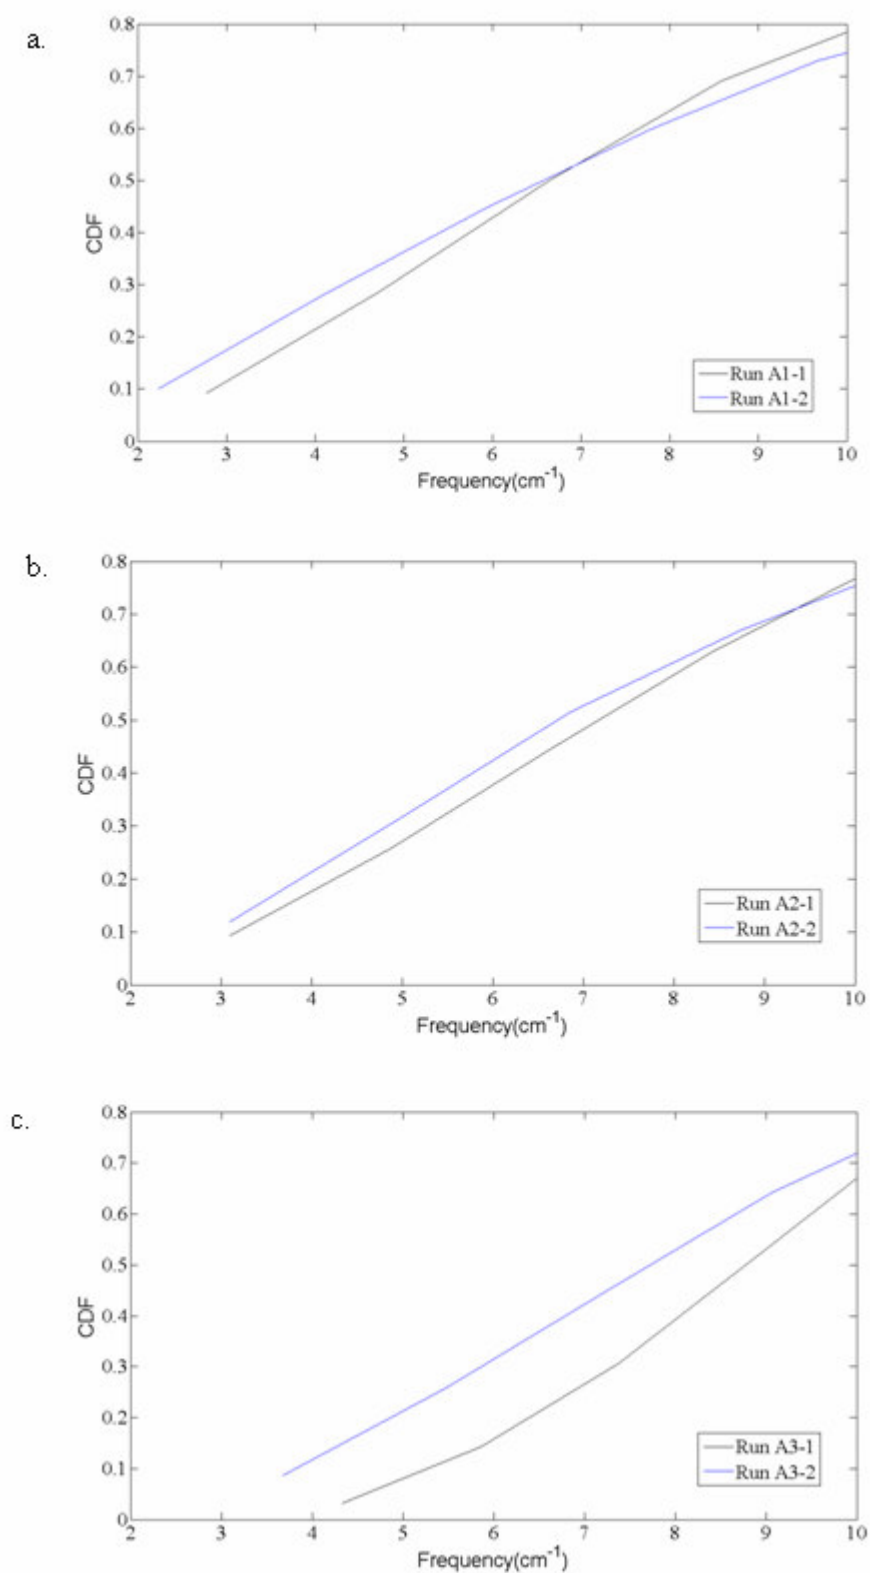 a.
0.8
0.7
0.6
0.5
0.4
0.3
0.2
0.1
0
CDF
2 3 4 5 6 7 8 9 10
Frequency(cm-1)
Run A1-1
Run A1-2
b.
0.8
0.7
0.6
0.5
0.4
0.3
0.2
0.1
0
CDF
2 3 4 5 6 7 8 9 10
Frequency(cm-1)
Run A2-1
Run A2-2
c.
0.8
0.7
0.6
0.5
0.4
0.3
0.2
0.1
0
CDF
2 3 4 5 6 7 8 9 10
Frequency(cm-1)
Run A3-1
Run A3-2